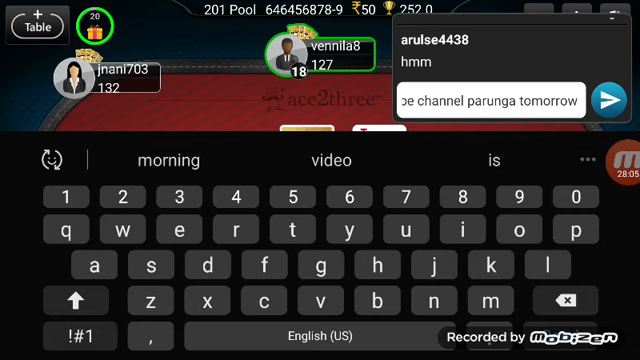 +
Table
20
201 Pool 646456878-9 ₹50 252.0
jnani703
132
vennila8
127
18
ace2three
arulse4438
hmm
be channel parunga tomorrow
28:05
morning video is ...
1 2 3 4 5 6 7 8 9 0
q w e r t y u i o p
a s d f g h j k l
z x c v b n m
!#1 , English (US)
Recorded by MOBIZEN